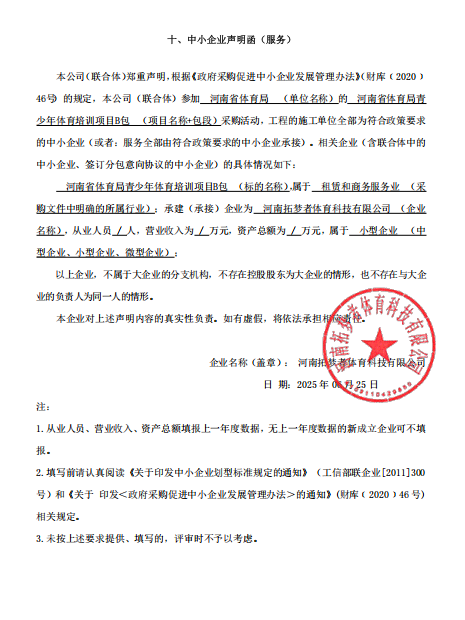 十、中小企业声明函（服务）
本公司（联合体）郑重声明，根据《政府采购促进中小企业发展管理办法》（财库﹝2020﹞
46号）的规定，本公司（联合体）参加 河南省体育局 （单位名称）的 河南省体育局青
少年体育培训项目B包 （项目名称+包段）采购活动，工程的施工单位全部为符合政策要求
的中小企业（或者：服务全部由符合政策要求的中小企业承接）。相关企业（含联合体中的
中小企业、签订分包意向协议的中小企业）的具体情况如下：
河南省体育局青少年体育培训项目B包 （标的名称），属于 租赁和商务服务业 （采
购文件中明确的所属行业）；承建（承接）企业为 河南拓梦者体育科技有限公司 （企业
名称），从业人员 / 人，营业收入为 / 万元，资产总额为 / 万元，属于 小型企业 （中
型企业、小型企业、微型企业）；
以上企业，不属于大企业的分支机构，不存在控股股东为大企业的情形，也不存在与大企
业的负责人为同一人的情形。
本企业对上述声明内容的真实性负责。如有虚假，将依法承担相应责任。
企业名称（盖章）： 河南拓梦者体育科技有限公司
日 期：2025年05月25日
河南拓梦者体育科技有限公司
注：
1.从业人员、营业收入、资产总额填报上一年度数据，无上一年度数据的新成立企业可不填
报。
2.填写前请认真阅读《关于印发中小企业划型标准规定的通知》（工信部联企业[2011]300
号）和《关于 印发＜政府采购促进中小企业发展管理办法＞的通知》（财库﹝2020﹞46号）
相关规定。
3.未按上述要求提供、填写的，评审时不予以考虑。